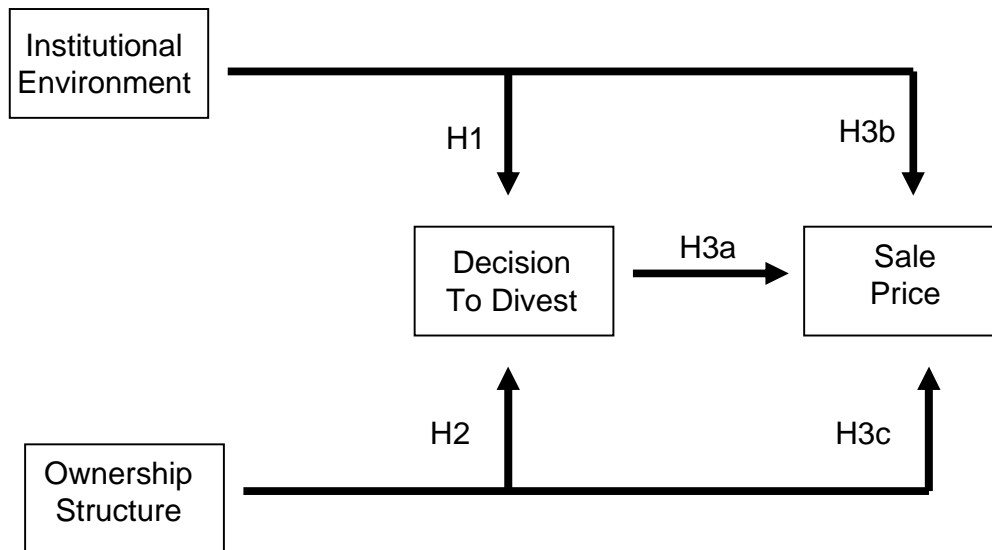 Institutional
Environment
H1
H3b
Decision
To Divest
H3a
Sale
Price
H2
H3c
Ownership
Structure